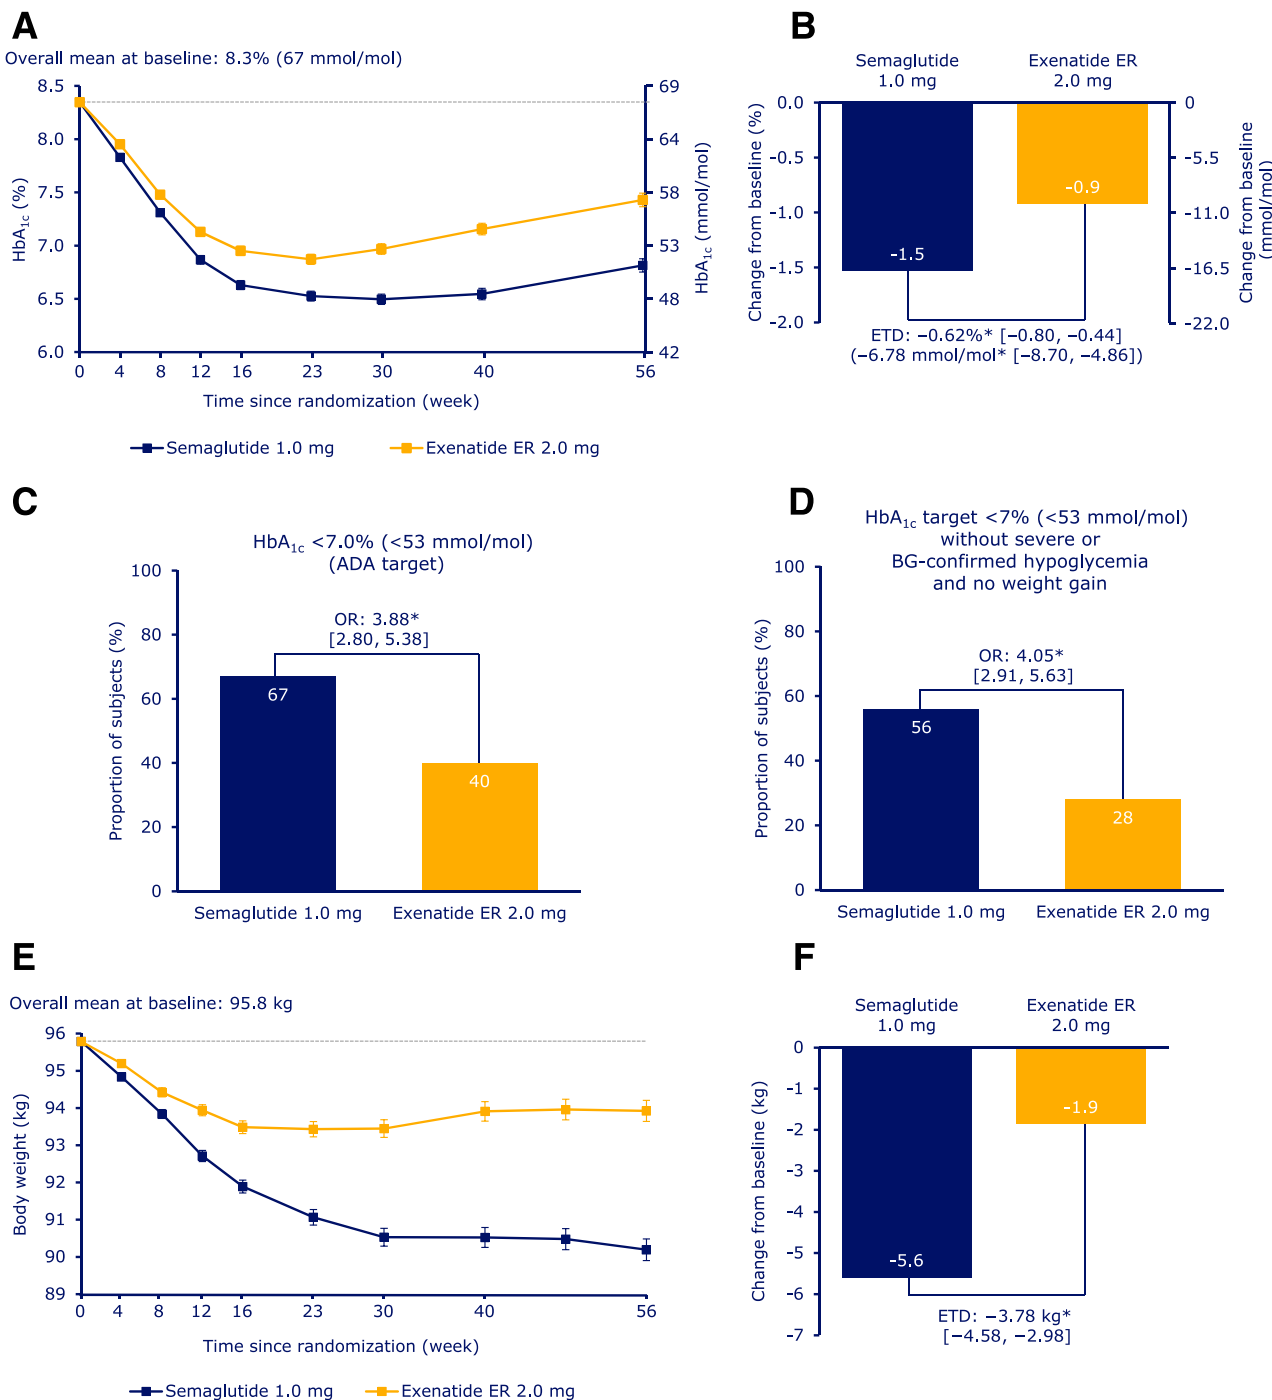 A
Overall mean at baseline: 8.3% (67 mmol/mol)
HbA1c (%)
8.5
8.0
7.5
7.0
6.5
6.0
69
64
58
53
48
42
HbA1c (mmol/mol)
0 4 8 12 16 23 30 40 56
Time since randomization (week)
Semaglutide 1.0 mg Exenatide ER 2.0 mg
B
Semaglutide
1.0 mg
Exenatide ER
2.0 mg
Change from baseline (%)
0.0
−0.5
−1.0
−1.5
−2.0
-1.5
-0.9
0
−5.5
−11.0
−16.5
−22.0
Change from baseline
(mmol/mol)
ETD: −0.62%* [−0.80, −0.44]
(−6.78 mmol/mol* [−8.70, −4.86])
C
HbA1c <7.0% (<53 mmol/mol)
(ADA target)
Proportion of subjects (%)
100
80
60
40
20
0
OR: 3.88*
[2.80, 5.38]
67
40
Semaglutide 1.0 mg Exenatide ER 2.0 mg
D
HbA1c target <7% (<53 mmol/mol)
without severe or
BG-confirmed hypoglycemia
and no weight gain
Proportion of subjects (%)
100
80
60
40
20
0
OR: 4.05*
[2.91, 5.63]
56
28
Semaglutide 1.0 mg Exenatide ER 2.0 mg
E
Overall mean at baseline: 95.8 kg
Body weight (kg)
96
95
94
93
92
91
90
89
0 4 8 12 16 23 30 40 56
Time since randomization (week)
Semaglutide 1.0 mg Exenatide ER 2.0 mg
F
Semaglutide
1.0 mg
Exenatide ER
2.0 mg
Change from baseline (kg)
0
−1
−2
−3
−4
−5
−6
−7
-5.6
-1.9
ETD: −3.78 kg*
[−4.58, −2.98]